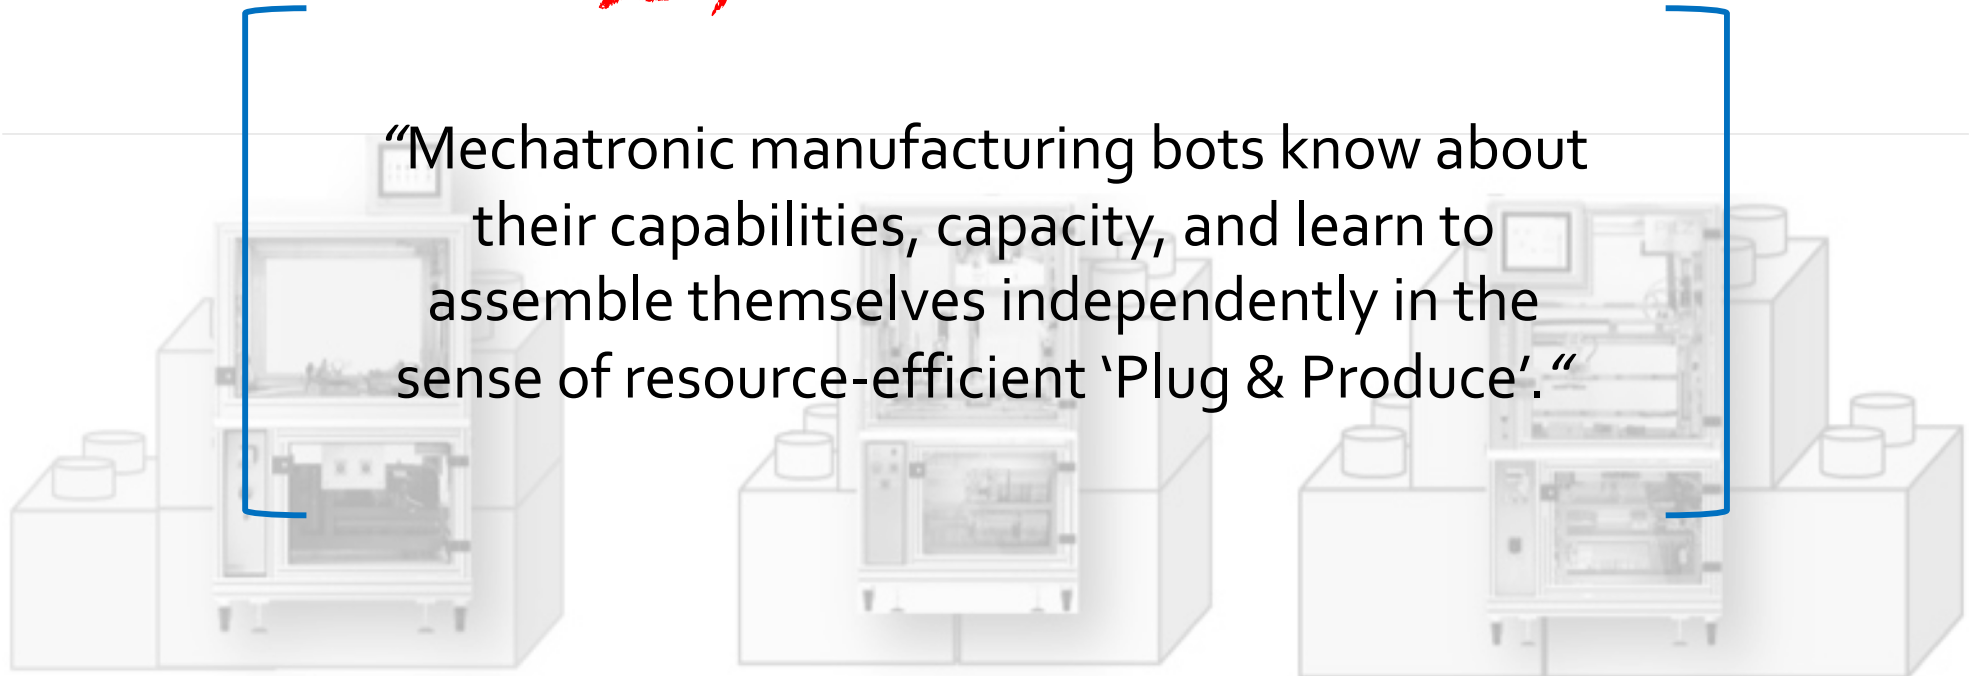 “Mechatronic manufacturing bots know about
their capabilities, capacity, and learn to
assemble themselves independently in the
sense of resource-efficient ‘Plug & Produce’.“